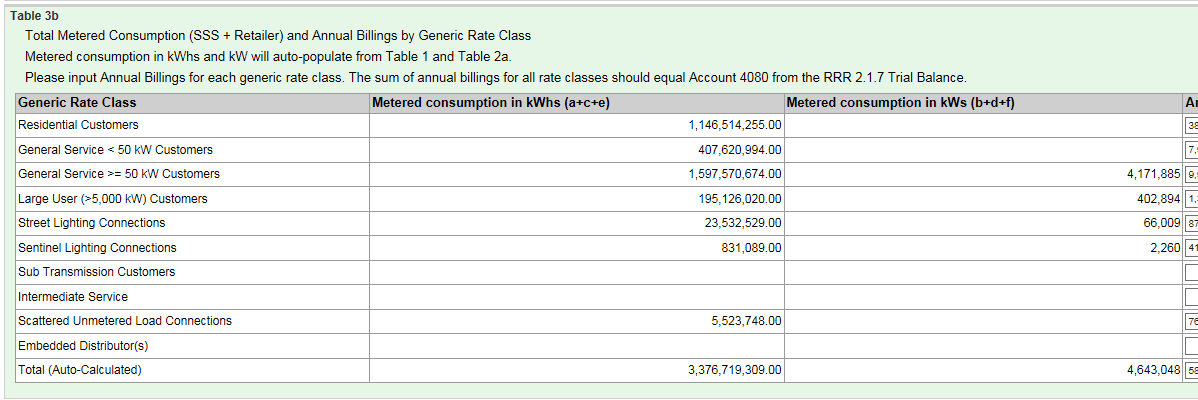 Table 3b
Total Metered Consumption (SSS + Retailer) and Annual Billings by Generic Rate Class
Metered consumption in kWhs and kW will auto-populate from Table 1 and Table 2a.
Please input Annual Billings for each generic rate class. The sum of annual billings for all rate classes should equal Account 4080 from the RRR 2.1.7 Trial Balance.
Generic Rate Class Metered consumption in kWhs (a+c+e) Metered consumption in kWs (b+d+f)
Residential Customers 1,146,514,255.00 38
General Service < 50 kW Customers 407,620,994.00 7.
General Service >= 50 kW Customers 1,597,570,674.00 4,171,885 9.
Large User (>5,000 kW) Customers 195,126,020.00 402,894 1.
Street Lighting Connections 23,532,529.00 66,009 87
Sentinel Lighting Connections 831,089.00 2,260 41
Sub Transmission Customers
Intermediate Service
Scattered Unmetered Load Connections 5,523,748.00 76
Embedded Distributor(s)
Total (Auto-Calculated) 3,376,719,309.00 4,643,048 58